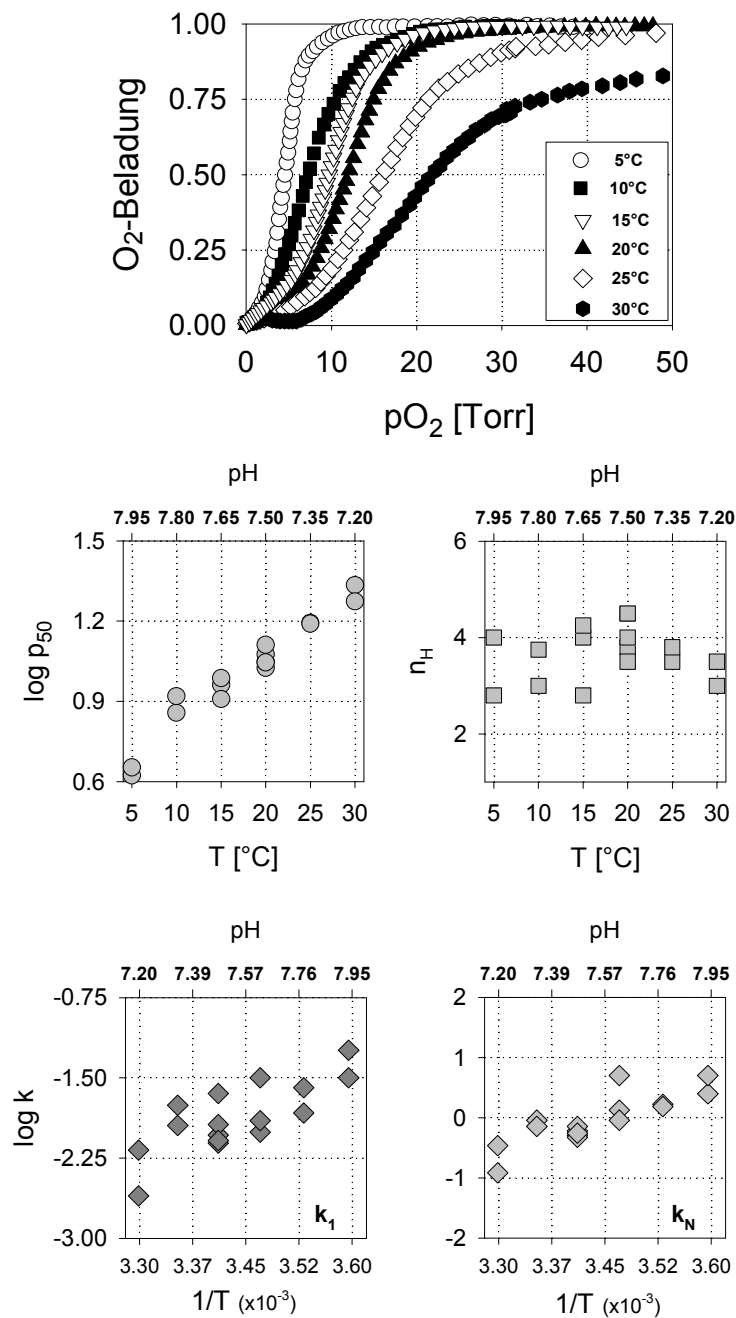 1.00
0.75
0.50
0.25
0.00
O2-Beladung
5°C
10°C
15°C
20°C
25°C
30°C
0 10 20 30 40 50
pO2 [Torr]
pH
7.95 7.80 7.65 7.50 7.35 7.20
1.5
1.2
0.9
0.6
log p50
5 10 15 20 25 30
T [°C]
pH
7.95 7.80 7.65 7.50 7.35 7.20
6
4
2
nH
5 10 15 20 25 30
T [°C]
pH
7.20 7.39 7.57 7.76 7.95
-0.75
-1.50
-2.25
-3.00
log k
k1
3.30 3.37 3.45 3.52 3.60
1/T (x10-3)
pH
7.20 7.39 7.57 7.76 7.95
2
1
0
-1
-2
kN
3.30 3.37 3.45 3.52 3.60
1/T (x10-3)